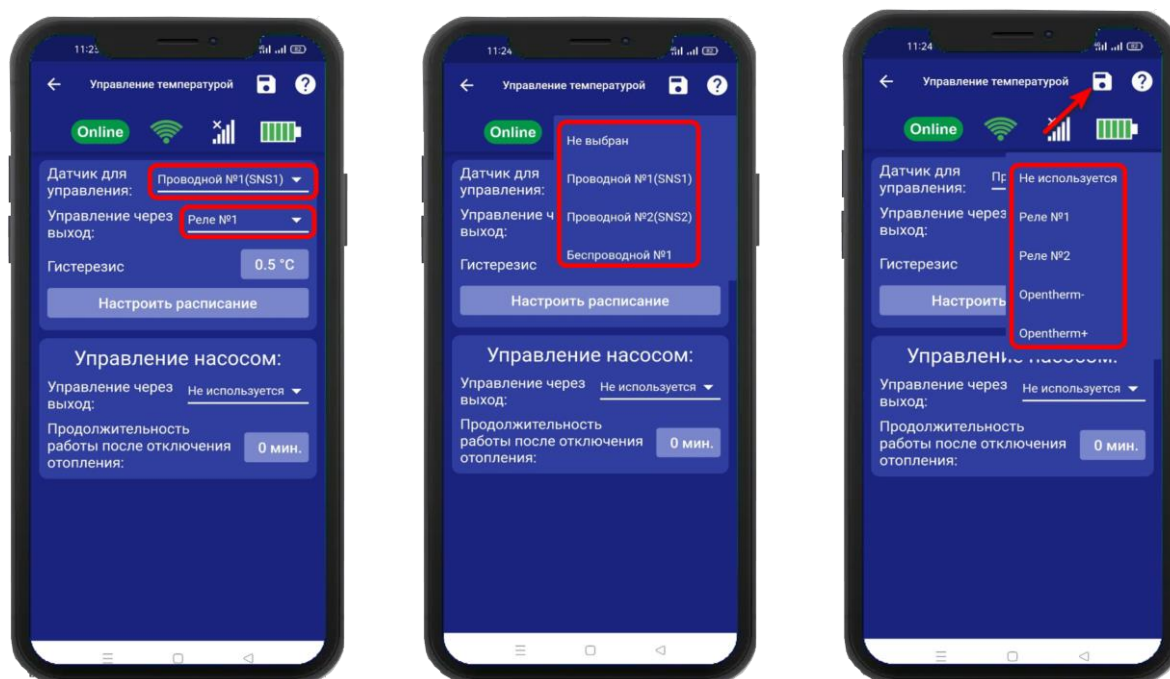 11:2
82
Управление температурой
?
Online
Датчик для
управления:
Проводной №1(SNS1)
Управление через
выход:
Реле №1
Гистерезис
0.5 °C
Настроить расписание
Управление насосом:
Управление через
выход:
Не используется
Продолжительность
работы после отключения
отопления:
0 мин.
11:24
82
Управление температурой
?
Online
Не выбран
Датчик для
управления:
Проводной №1(SNS1)
Управление ч
выход:
Проводной №2(SNS2)
Беспроводной №1
Гистерезис
Настроить расписание
Управление насосом:
Управление через
выход:
Не используется
Продолжительность
работы после отключения
отопления:
0 мин.
11:24
82
Управление температурой
?
Online
Датчик для
управления:
Пр
Не используется
Управление через
выход:
Реле №1
Реле №2
Гистерезис
Opentherm-
Настроить
Opentherm+
Управление через
выход:
Не используется
Продолжительность
работы после отключения
отопления:
0 мин.